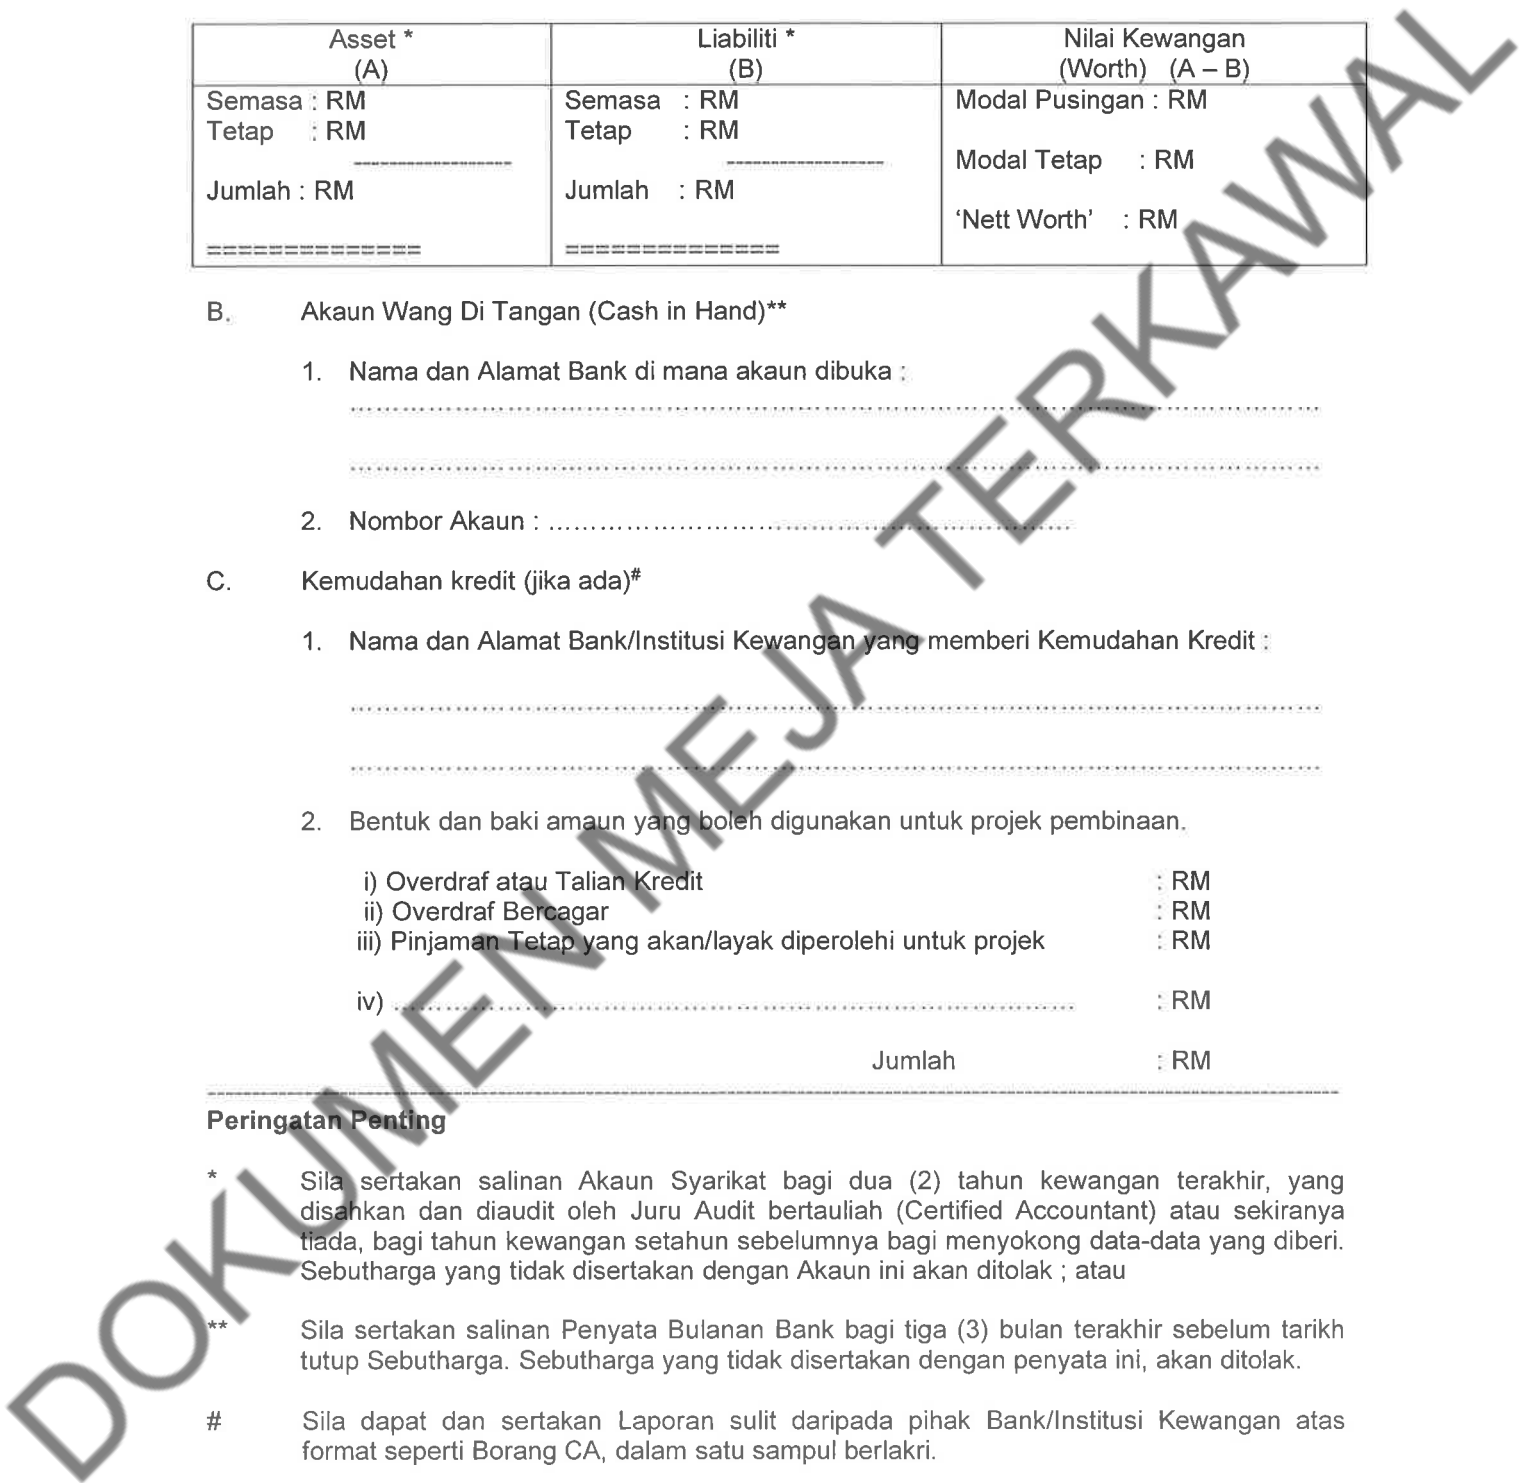 Asset * Liabiliti * Nilai Kewangan
(A) (B) (Worth) (A – B)
Semasa : RM Semasa : RM Modal Pusingan : RM
Tetap : RM Tetap : RM
------------------ ------------------ Modal Tetap : RM
Jumlah : RM Jumlah : RM
'Nett Worth' : RM
============== ==============
B. Akaun Wang Di Tangan (Cash in Hand)**
1. Nama dan Alamat Bank di mana akaun dibuka :
2. Nombor Akaun : ........................................................
C. Kemudahan kredit (jika ada)#
1. Nama dan Alamat Bank/Institusi Kewangan yang memberi Kemudahan Kredit :
2. Bentuk dan baki amaun yang boleh digunakan untuk projek pembinaan.
i) Overdraf atau Talian Kredit : RM
ii) Overdraf Bercagar : RM
iii) Pinjaman Tetap yang akan/layak diperolehi untuk projek : RM
iv) ........................................................................ : RM
Jumlah : RM
Peringatan Penting
* Sila sertakan salinan Akaun Syarikat bagi dua (2) tahun kewangan terakhir, yang
disahkan dan diaudit oleh Juru Audit bertauliah (Certified Accountant) atau sekiranya
tiada, bagi tahun kewangan setahun sebelumnya bagi menyokong data-data yang diberi.
Sebutharga yang tidak disertakan dengan Akaun ini akan ditolak ; atau
** Sila sertakan salinan Penyata Bulanan Bank bagi tiga (3) bulan terakhir sebelum tarikh
tutup Sebutharga. Sebutharga yang tidak disertakan dengan penyata ini, akan ditolak.
# Sila dapat dan sertakan Laporan sulit daripada pihak Bank/Institusi Kewangan atas
format seperti Borang CA, dalam satu sampul berlakri.
DOKUMEN MEJA TERKAWAL